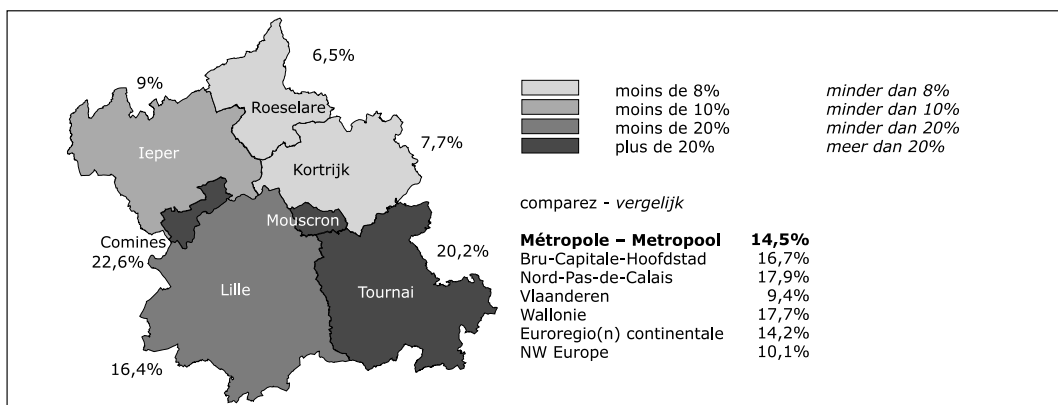 6,5%
9%
Roeselare
Ieper
7,7%
Kortrijk
Mouscron
Comines
22,6%
20,2%
Lille
Tournai
16,4%
moins de 8% minder dan 8%
moins de 10% minder dan 10%
moins de 20% minder dan 20%
plus de 20% meer dan 20%
comparez - vergelijk
Métropole – Metropool 14,5%
Bru-Capitale-Hoofdstad 16,7%
Nord-Pas-de-Calais 17,9%
Vlaanderen 9,4%
Wallonie 17,7%
Euroregio(n) continentale 14,2%
NW Europe 10,1%